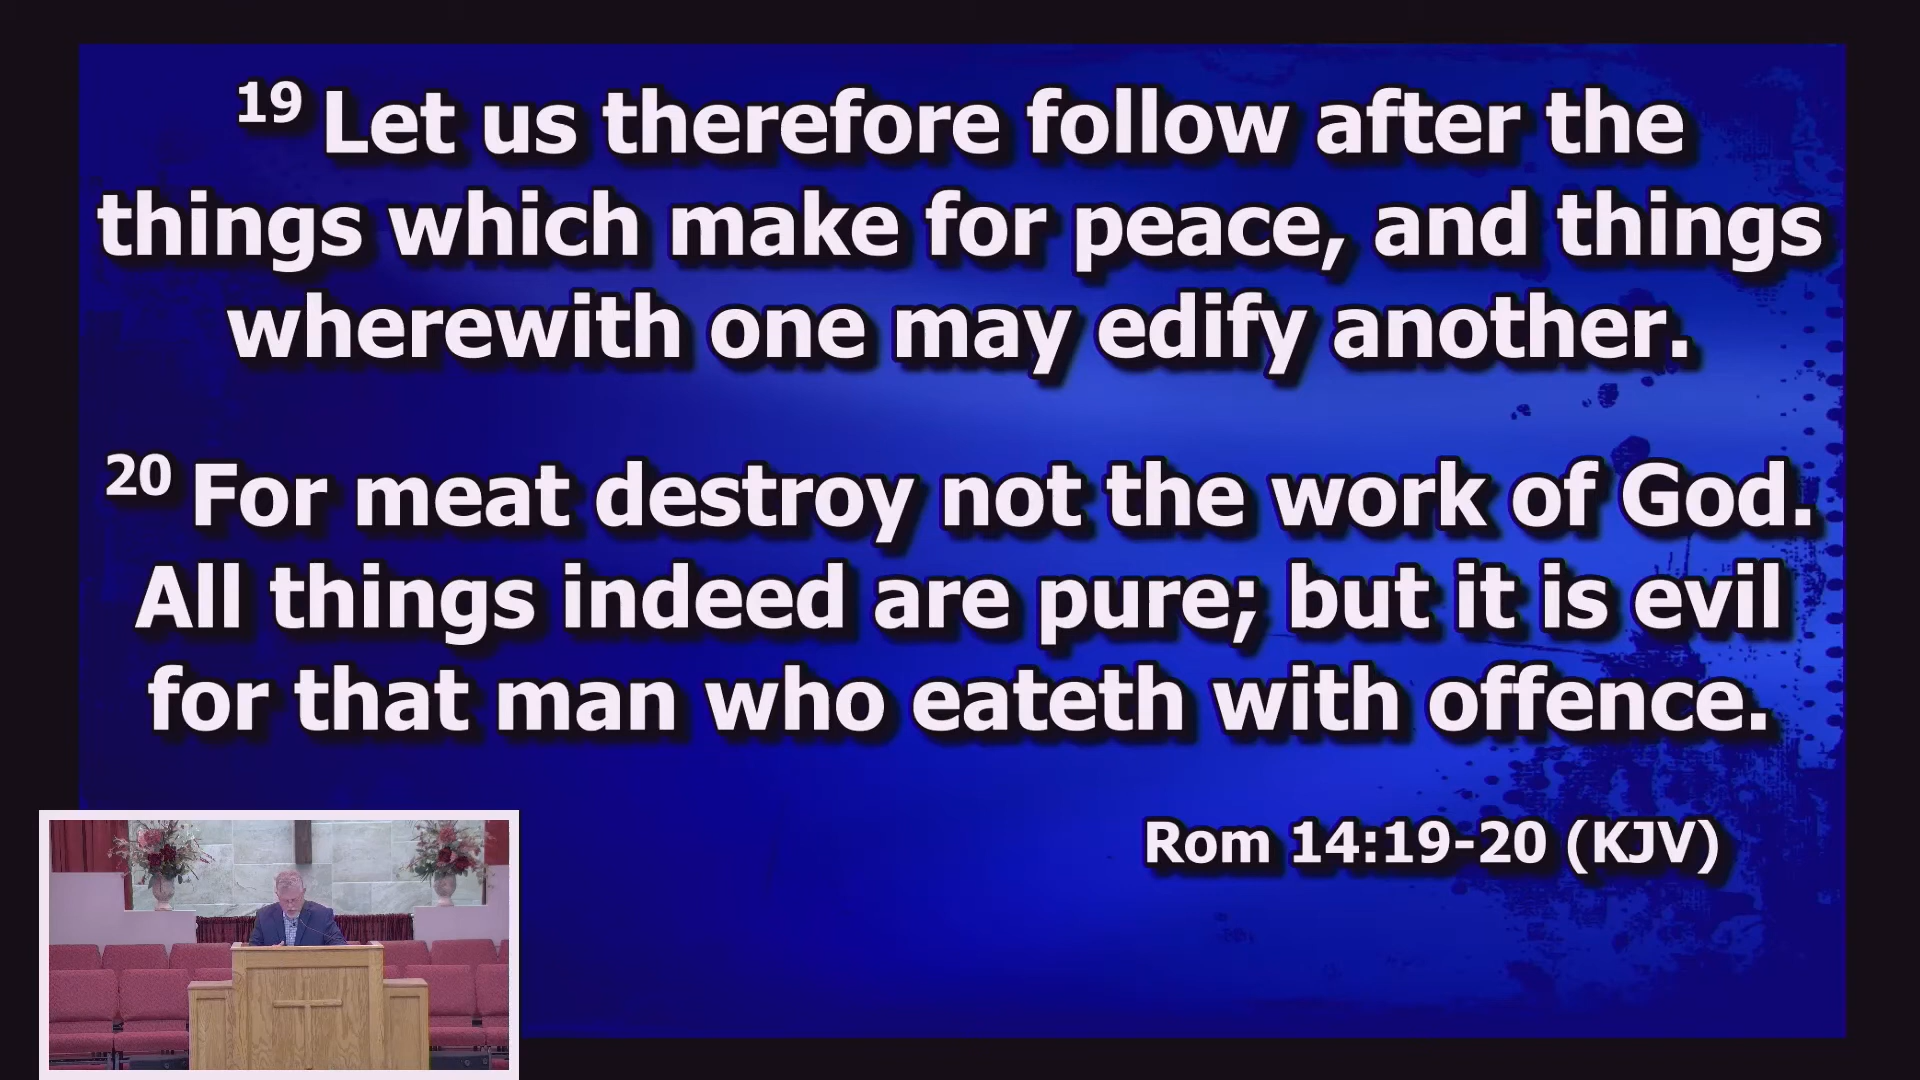 19 Let us therefore follow after the
things which make for peace, and things
wherewith one may edify another.
20 For meat destroy not the work of God.
All things indeed are pure; but it is evil
for that man who eateth with offence.
Rom 14:19-20 (KJV)